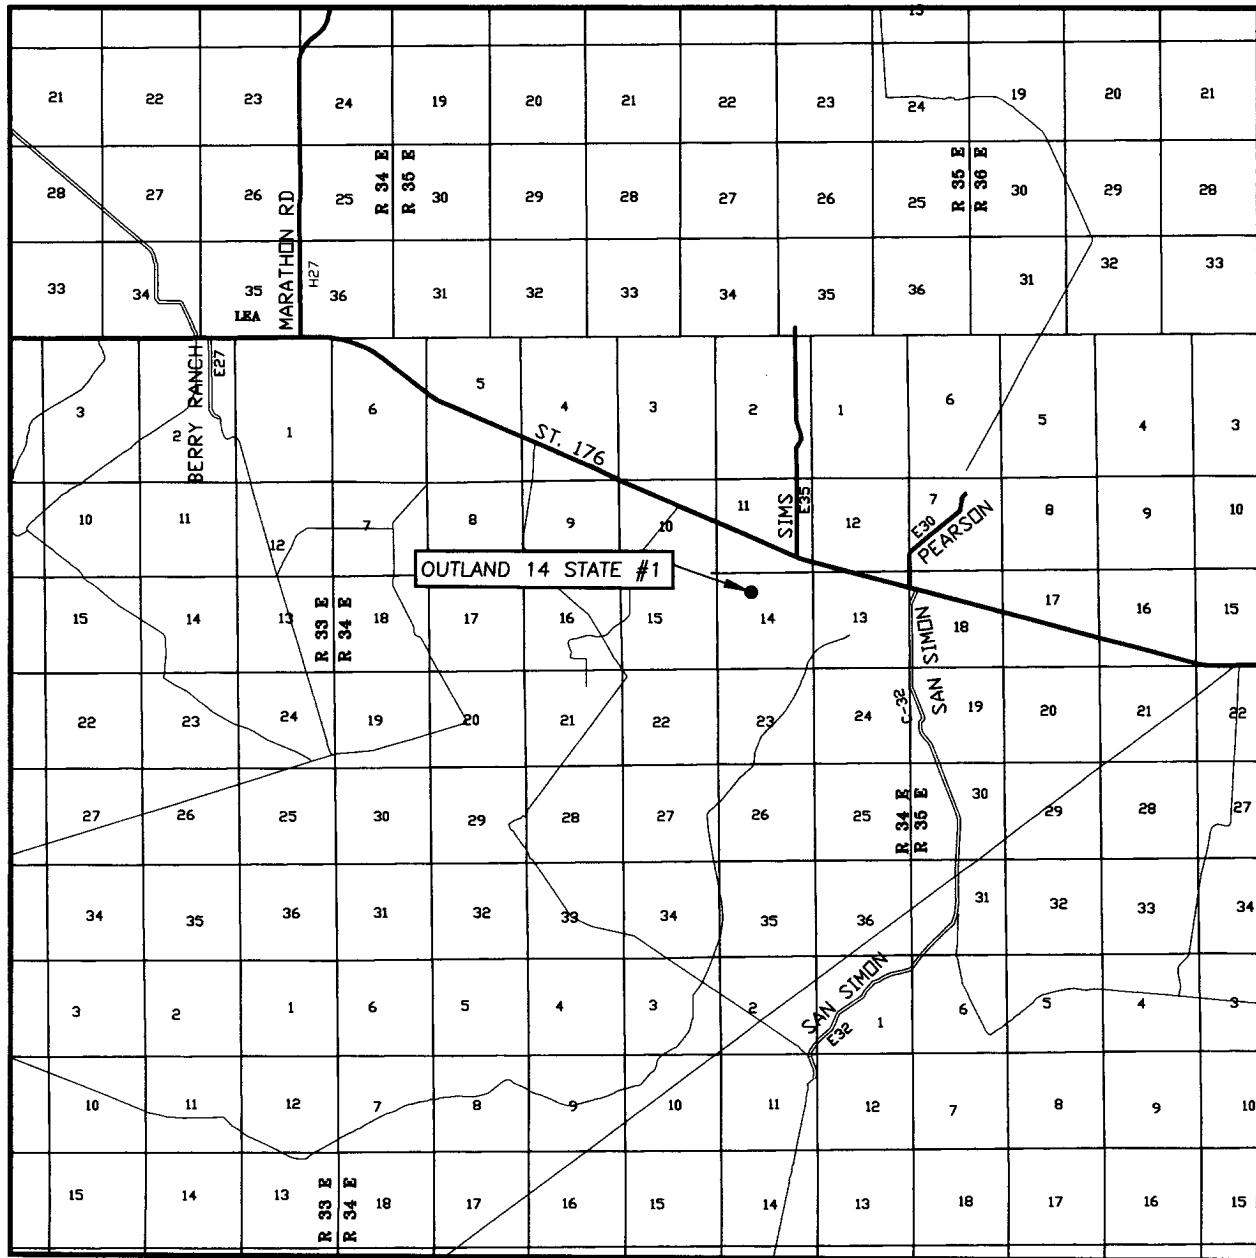 13
21 22 23 24 19 20 21 22 23 24 19 20 21
R 34 E
R 35 E
R 35 E
R 36 E
28 27 26 25 30 29 28 27 26 25 30 29 28
MARATHON RD
H27
33 34 35 36 31 32 33 34 35 36 31 32 33
LEA
BERRY RANCH
E27
3 2 1 6 5 4 3 2 1 6 5 4 3
ST. 176
SIMS
E35
10 11 12 7 8 9 10 11 12 7 8 9 10
E30
PEARSON
OUTLAND 14 STATE #1
15 14 13 18 17 16 15 14 13 18 17 16 15
R 33 E
R 34 E
SAN SIMON
C-32
22 23 24 19 20 21 22 23 24 19 20 21 22
27 26 25 30 29 28 27 26 25 30 29 28 27
R 34 E
R 35 E
34 35 36 31 32 33 34 35 36 31 32 33 34
SAN SIMON
E32
3 2 1 6 5 4 3 2 1 6 5 4 3
10 11 12 7 8 9 10 11 12 7 8 9 10
15 14 13 18 17 16 15 14 13 18 17 16 15
R 33 E
R 34 E